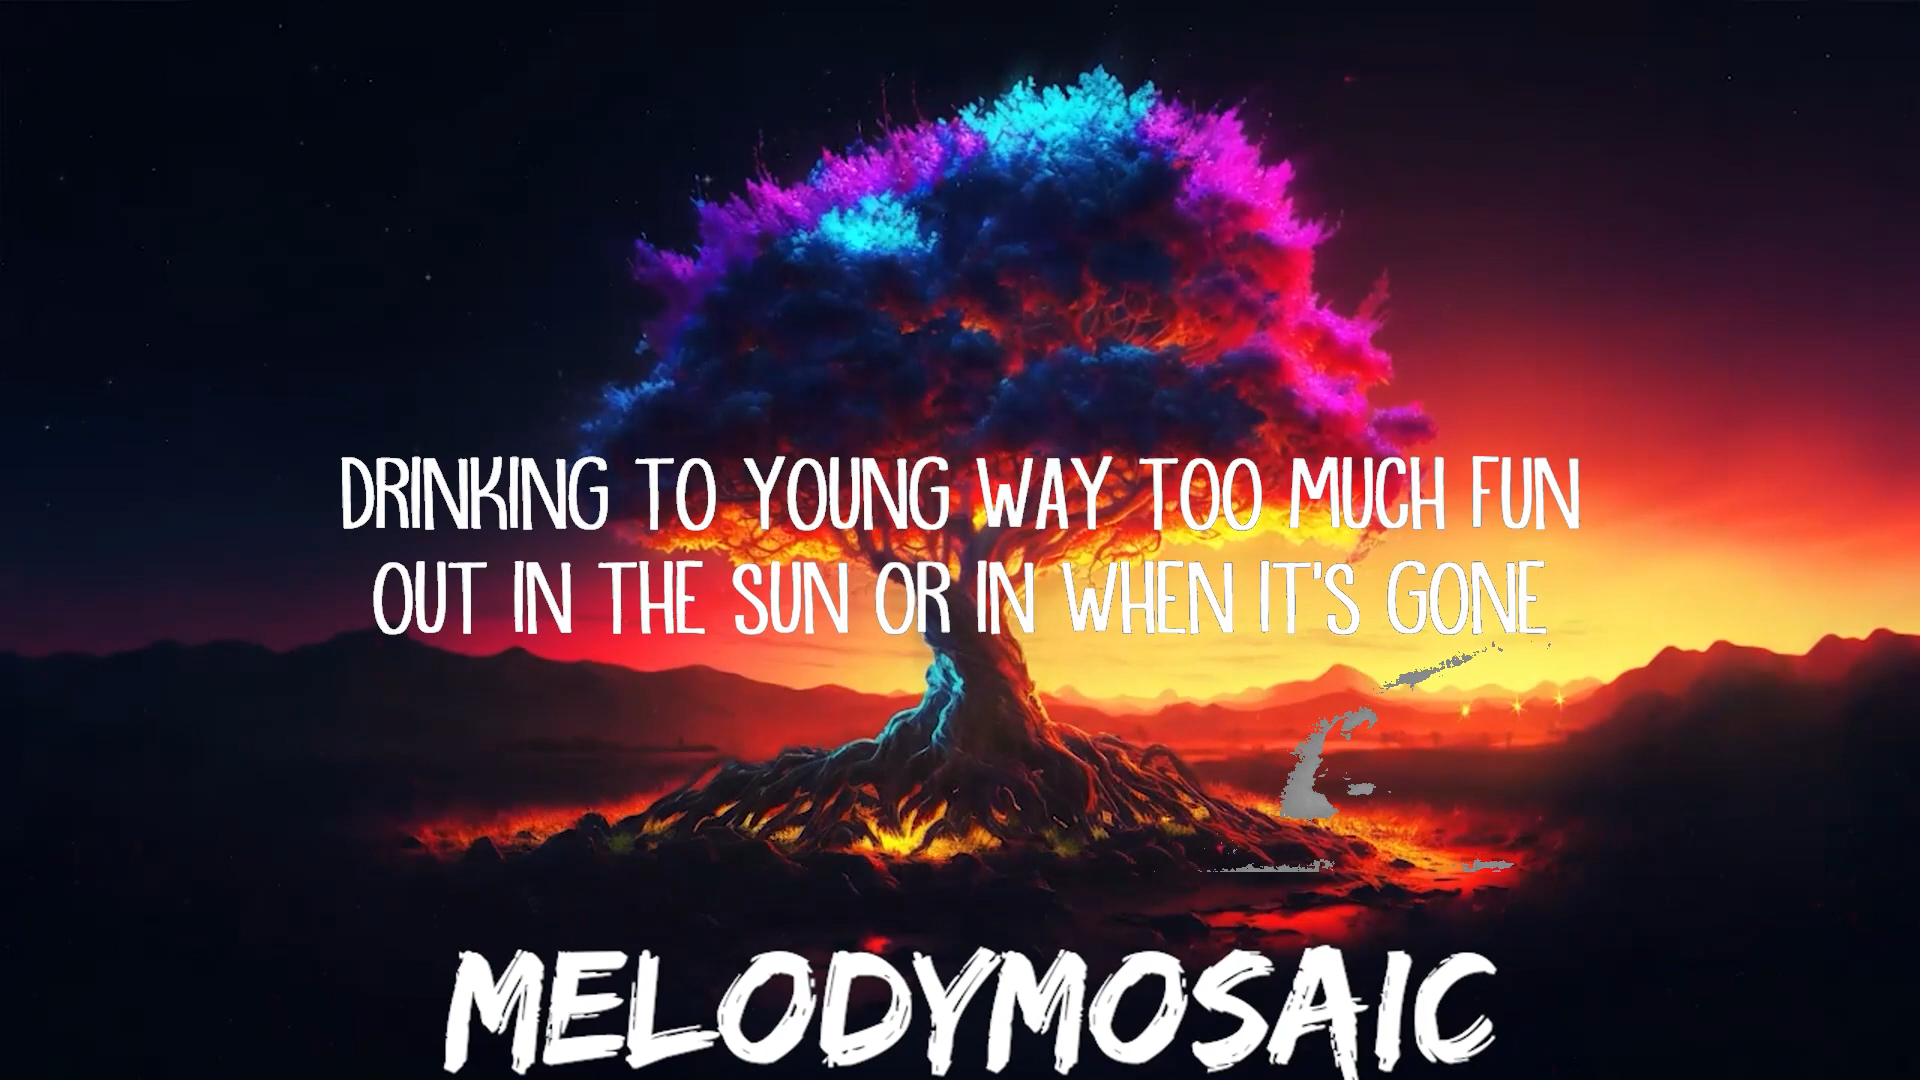 DRINKING TO YOUNG WAY TOO MUCH FUN
OUT IN THE SUN OR IN WHEN IT'S GONE
MELODYMOSAIC